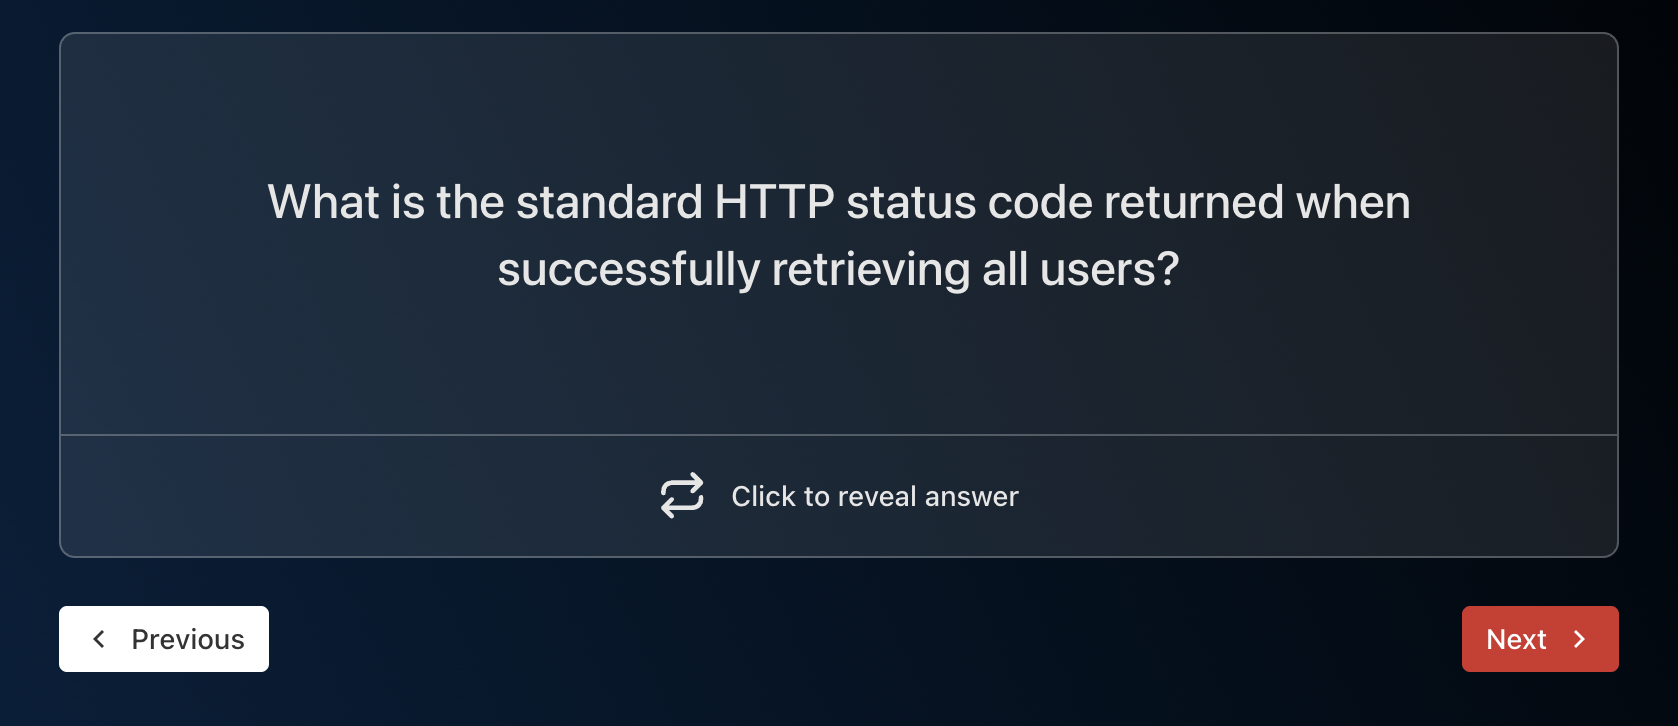 What is the standard HTTP status code returned when
successfully retrieving all users?
Click to reveal answer
Previous
Next